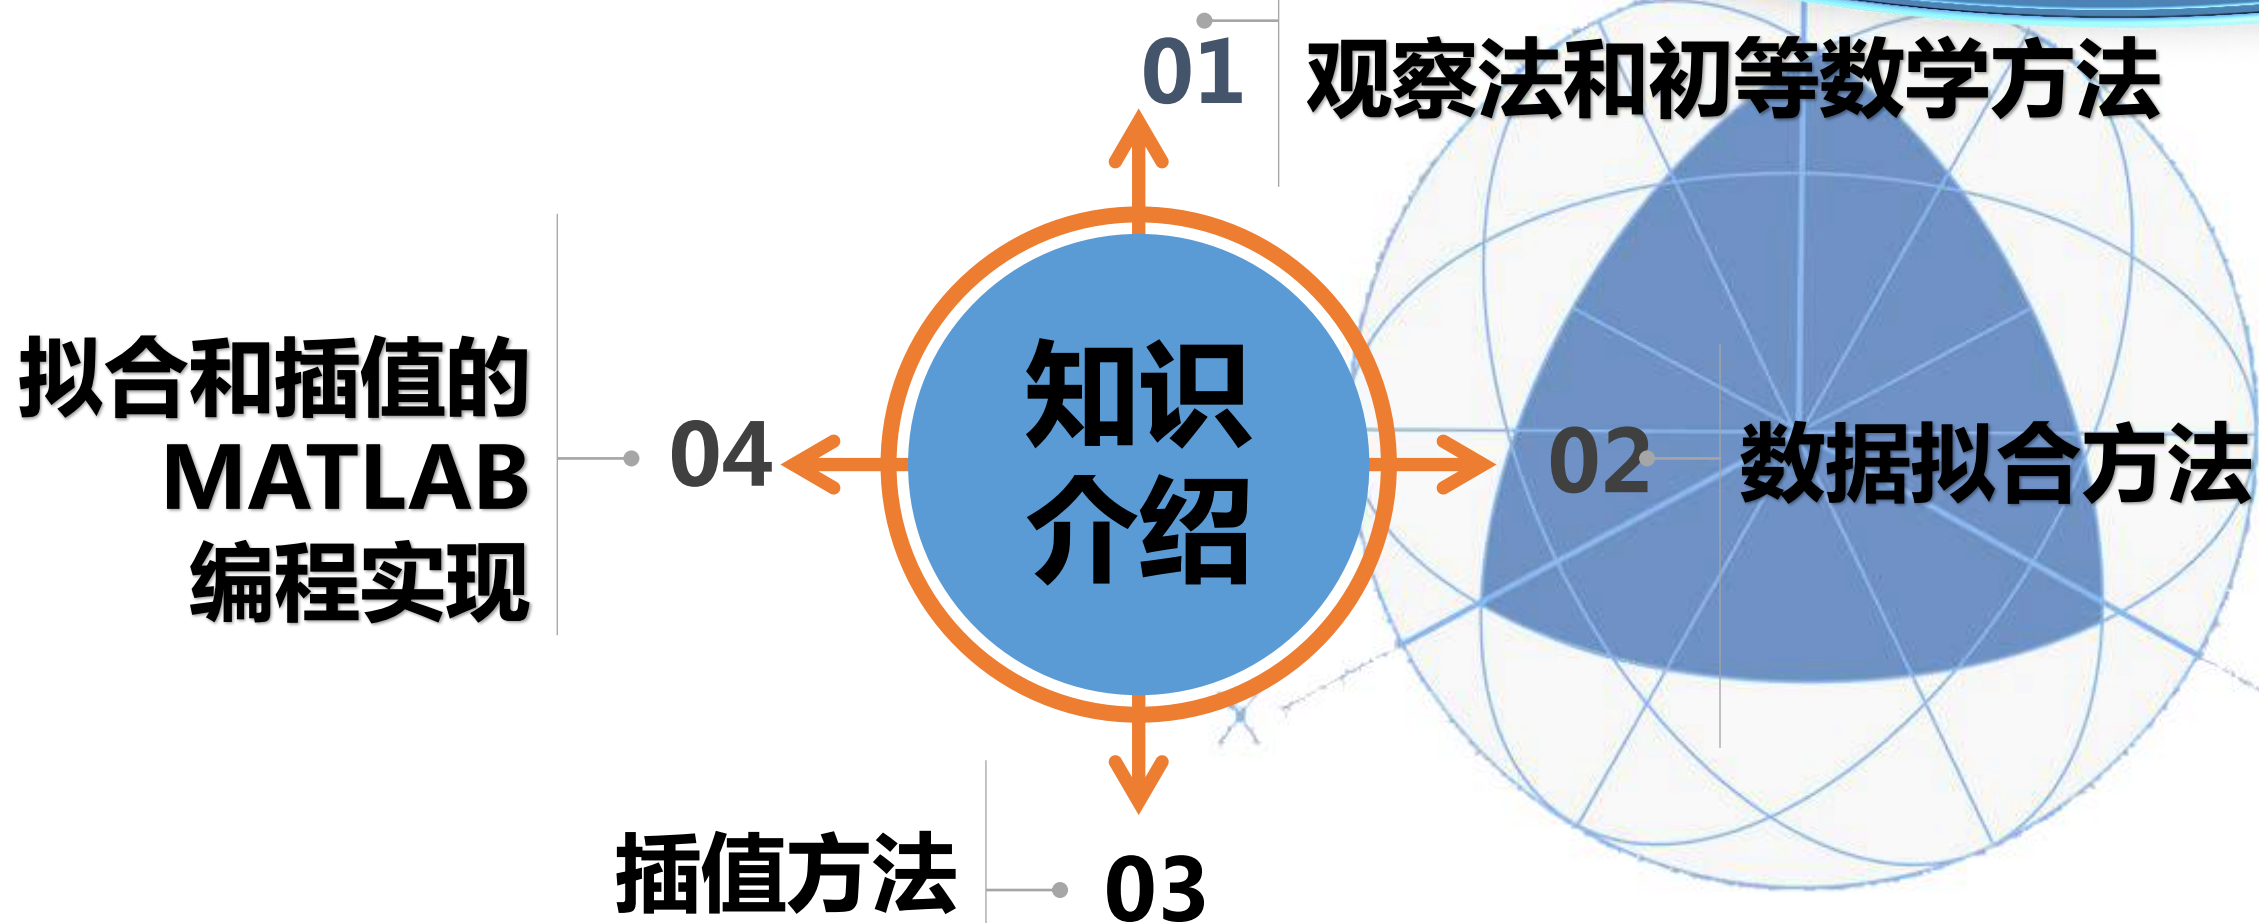 01
观察法和初等数学方法
知识
介绍
02
数据拟合方法
03
插值方法
04
拟合和插值的
MATLAB
编程实现